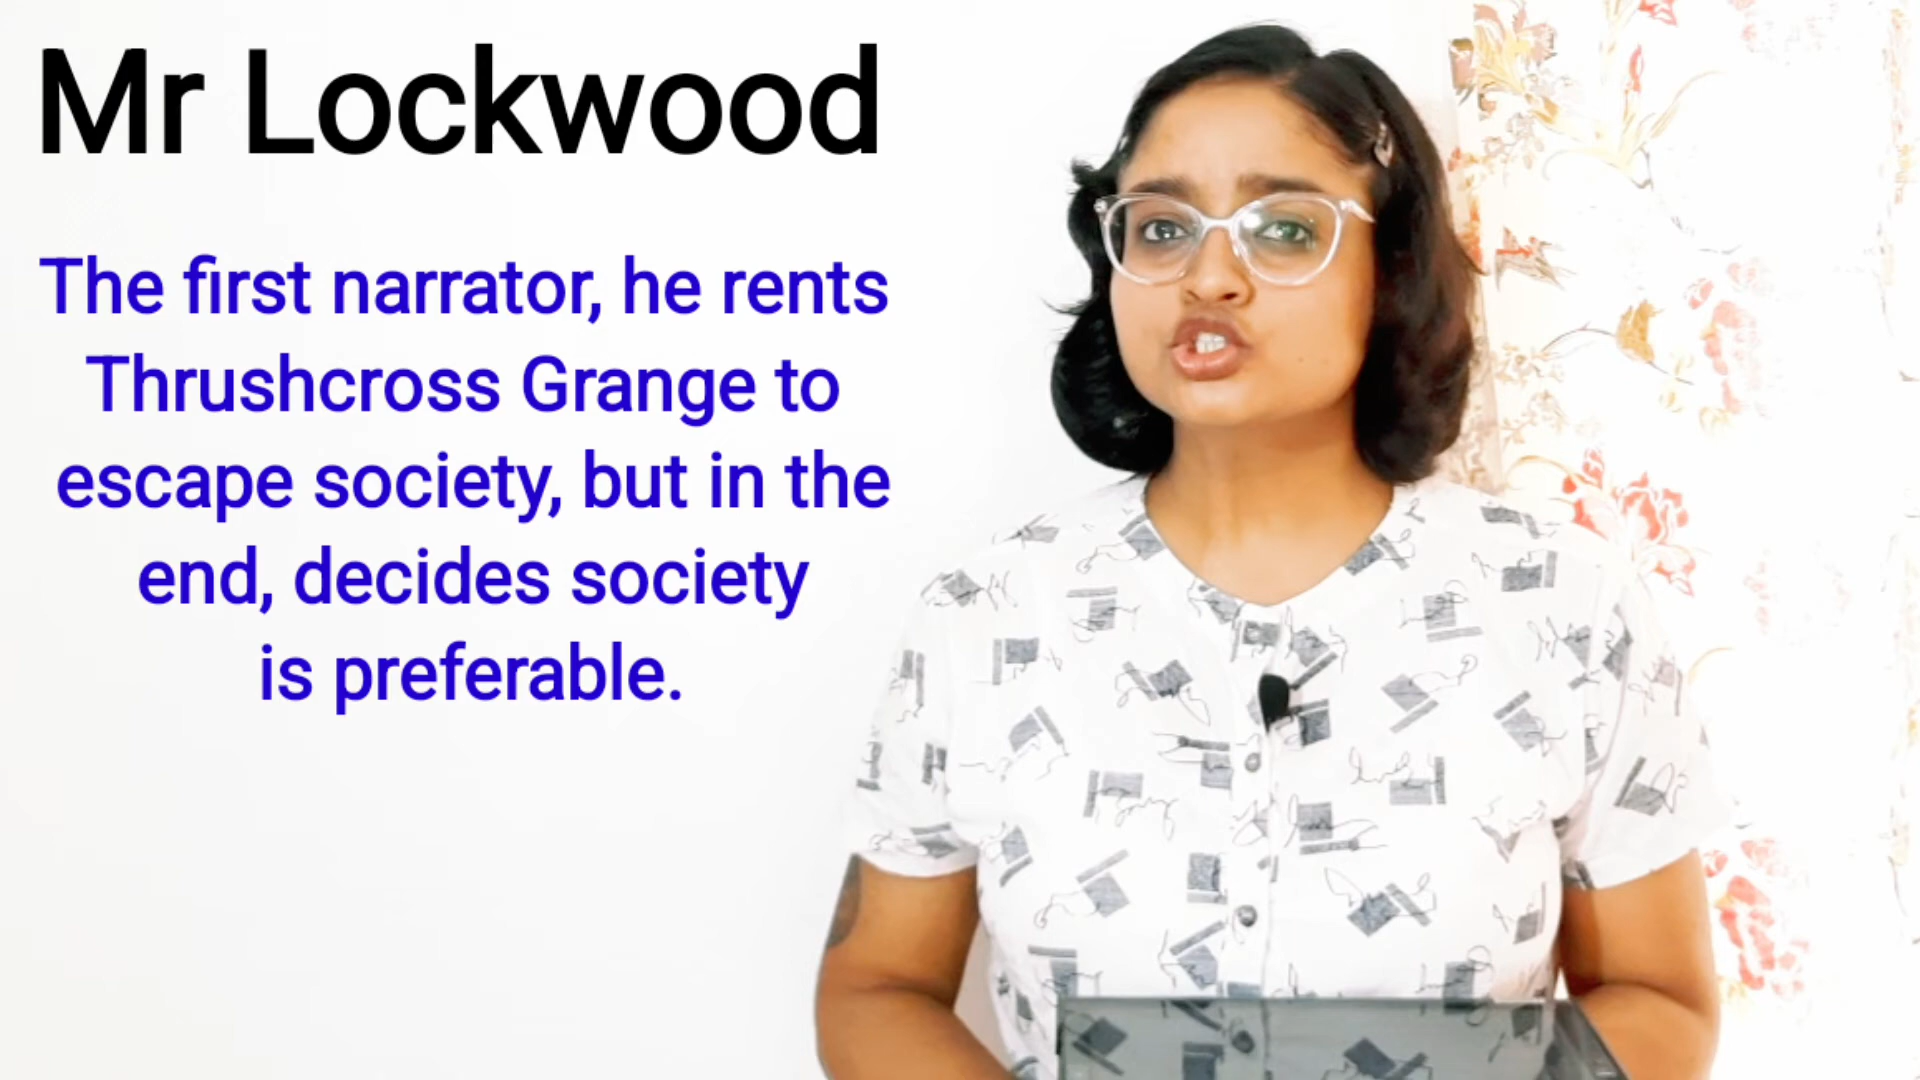 Mr Lockwood
The first narrator, he rents
Thrushcross Grange to
escape society, but in the
end, decides society
is preferable.